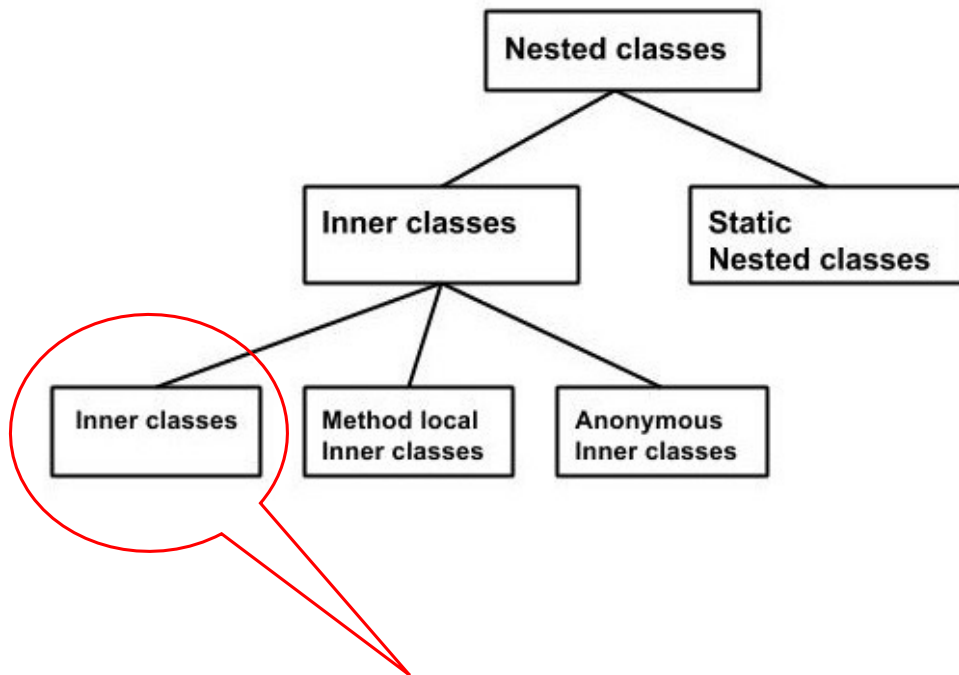 Nested classes
Inner classes
Static
Nested classes
Inner classes
Method local
Inner classes
Anonymous
Inner classes